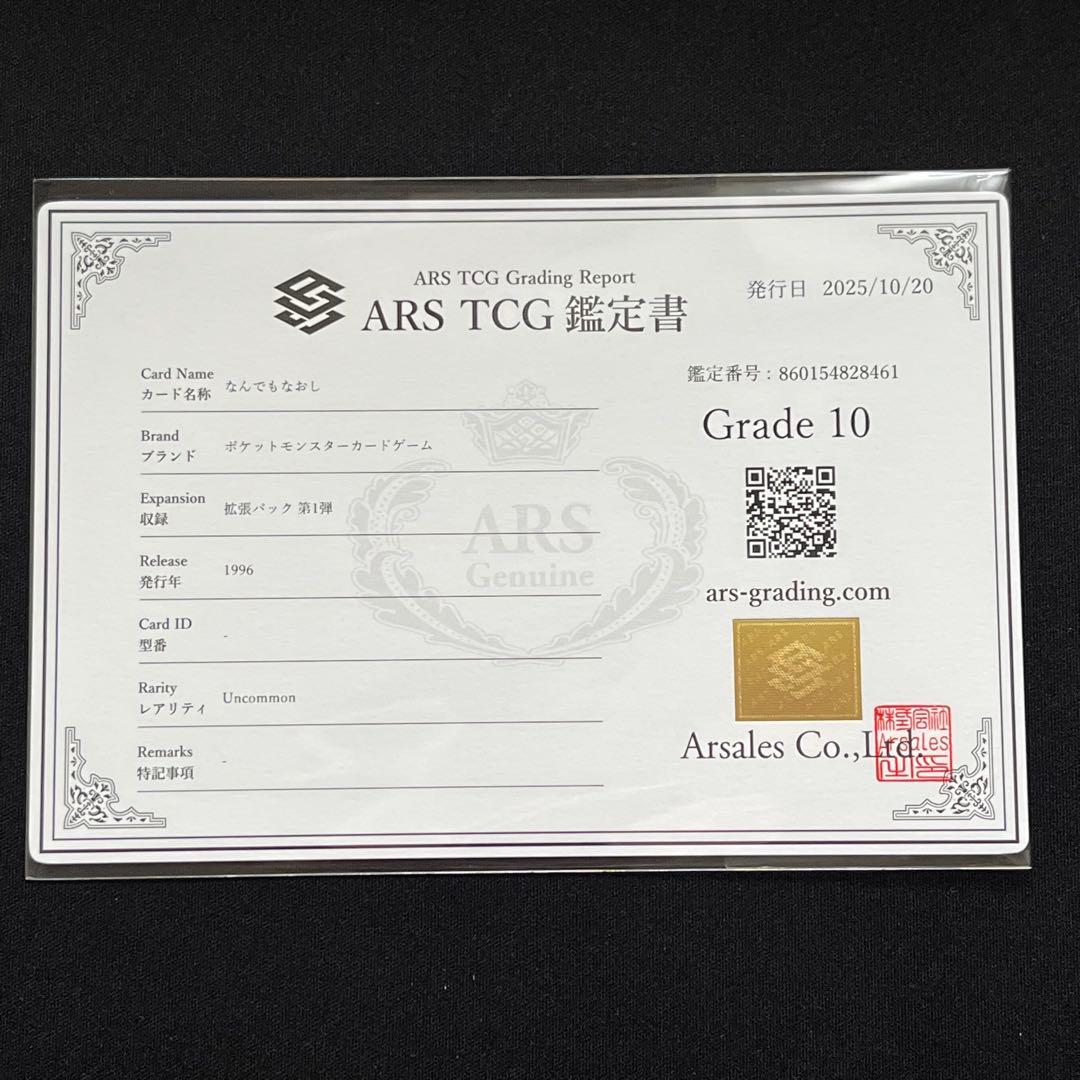 ARS TCG Grading Report
ARS TCG 鑑定書
発行日 2025/10/20
Card Name
カード名称 なんでもなおし
Brand
ブランド ポケットモンスターカードゲーム
Expansion
収録 拡張パック 第1弾
Release
発行年 1996
Card ID
型番 -
Rarity
レアリティ Uncommon
Remarks
特記事項 -
ARS
Genuine
鑑定番号 : 860154828461
Grade 10
ars-grading.com
Arsales Co.,Ltd.
株式会社
Arsales